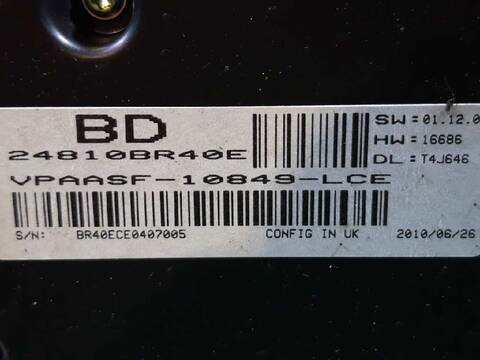 BD
24810BR40E
VPAASF-10849-LCE
S/N: BR40ECE0407005 CONFIG IN UK 2010/06/26
SW:01.12.0
HW:16686
DL:T4J646